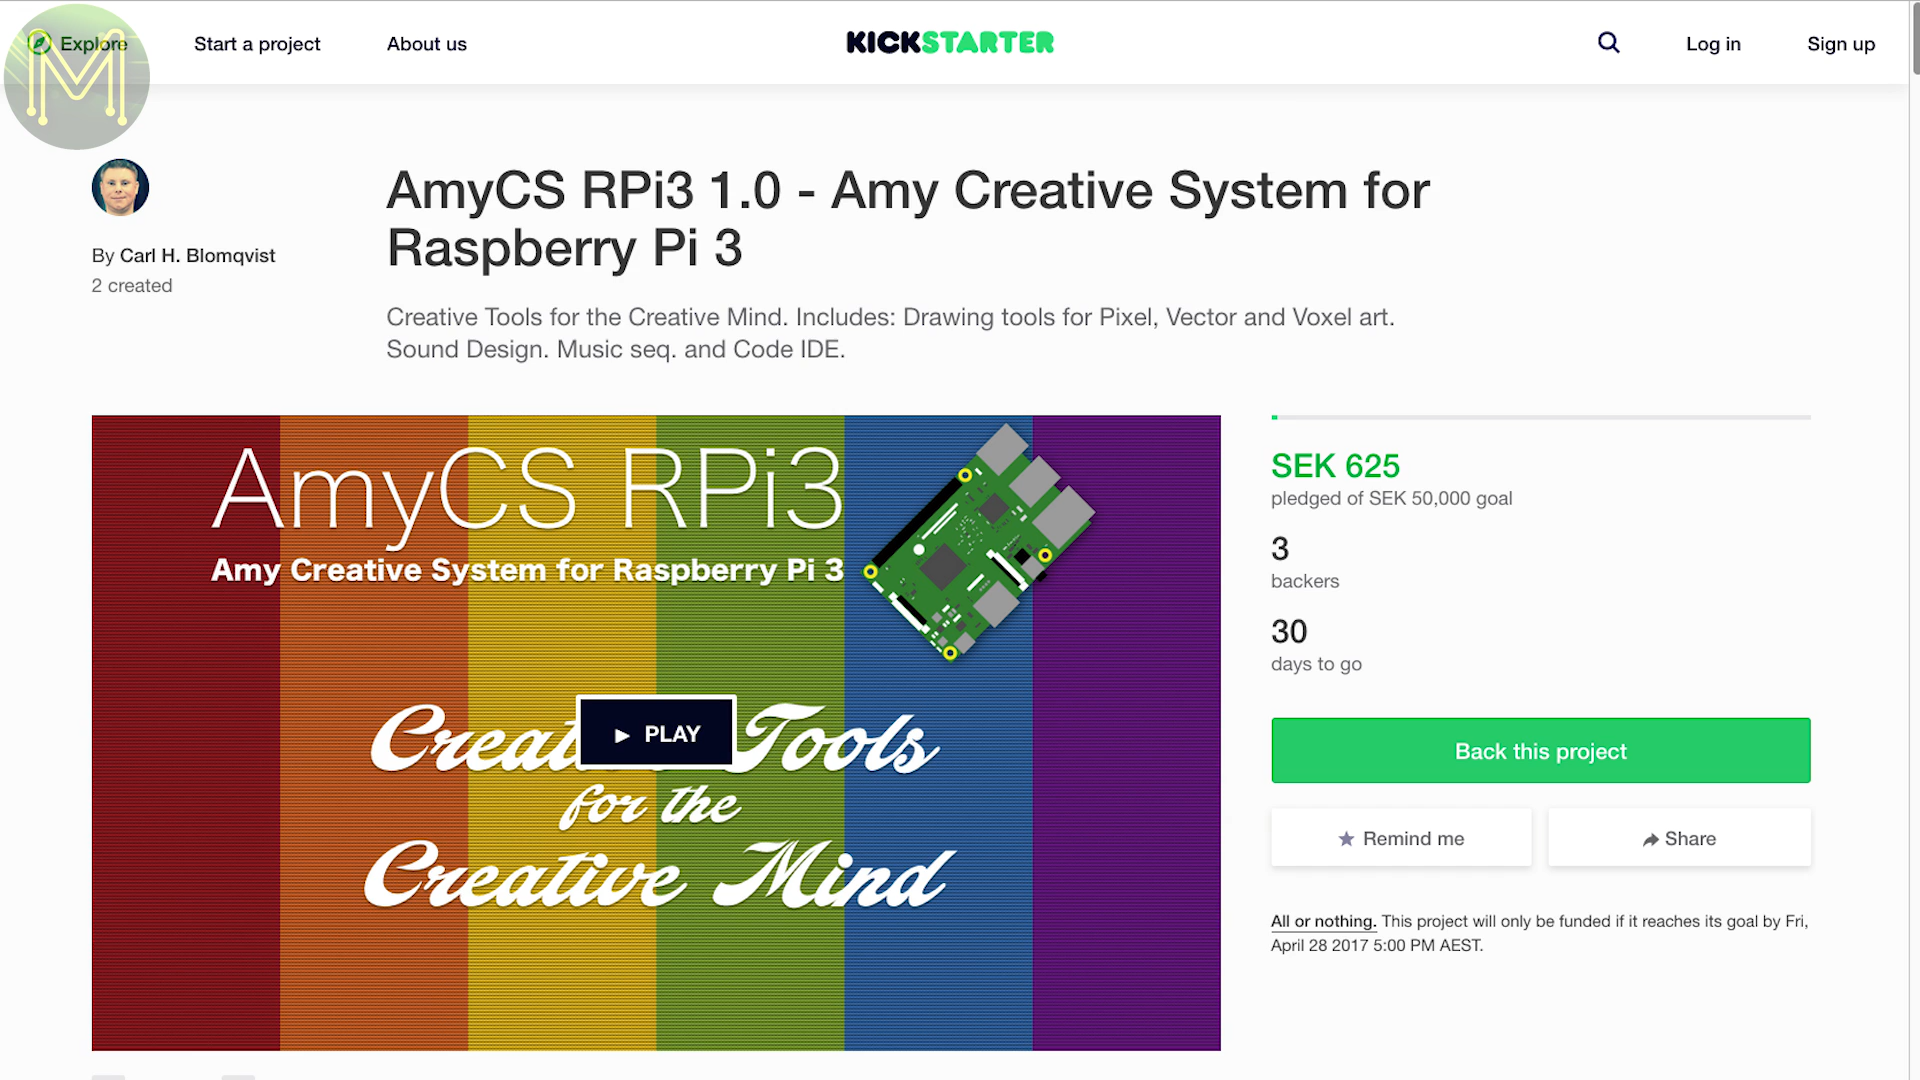 Explore
Start a project
About us
KICKSTARTER
Log in
Sign up
M
By Carl H. Blomqvist
2 created
AmyCS RPi3 1.0 - Amy Creative System for
Raspberry Pi 3
Creative Tools for the Creative Mind. Includes: Drawing tools for Pixel, Vector and Voxel art.
Sound Design. Music seq. and Code IDE.
AmyCS RPi3
Amy Creative System for Raspberry Pi 3
PLAY
Creative Tools
for the
Creative Mind
SEK 625
pledged of SEK 50,000 goal
3
backers
30
days to go
Back this project
Remind me
Share
All or nothing. This project will only be funded if it reaches its goal by Fri,
April 28 2017 5:00 PM AEST.